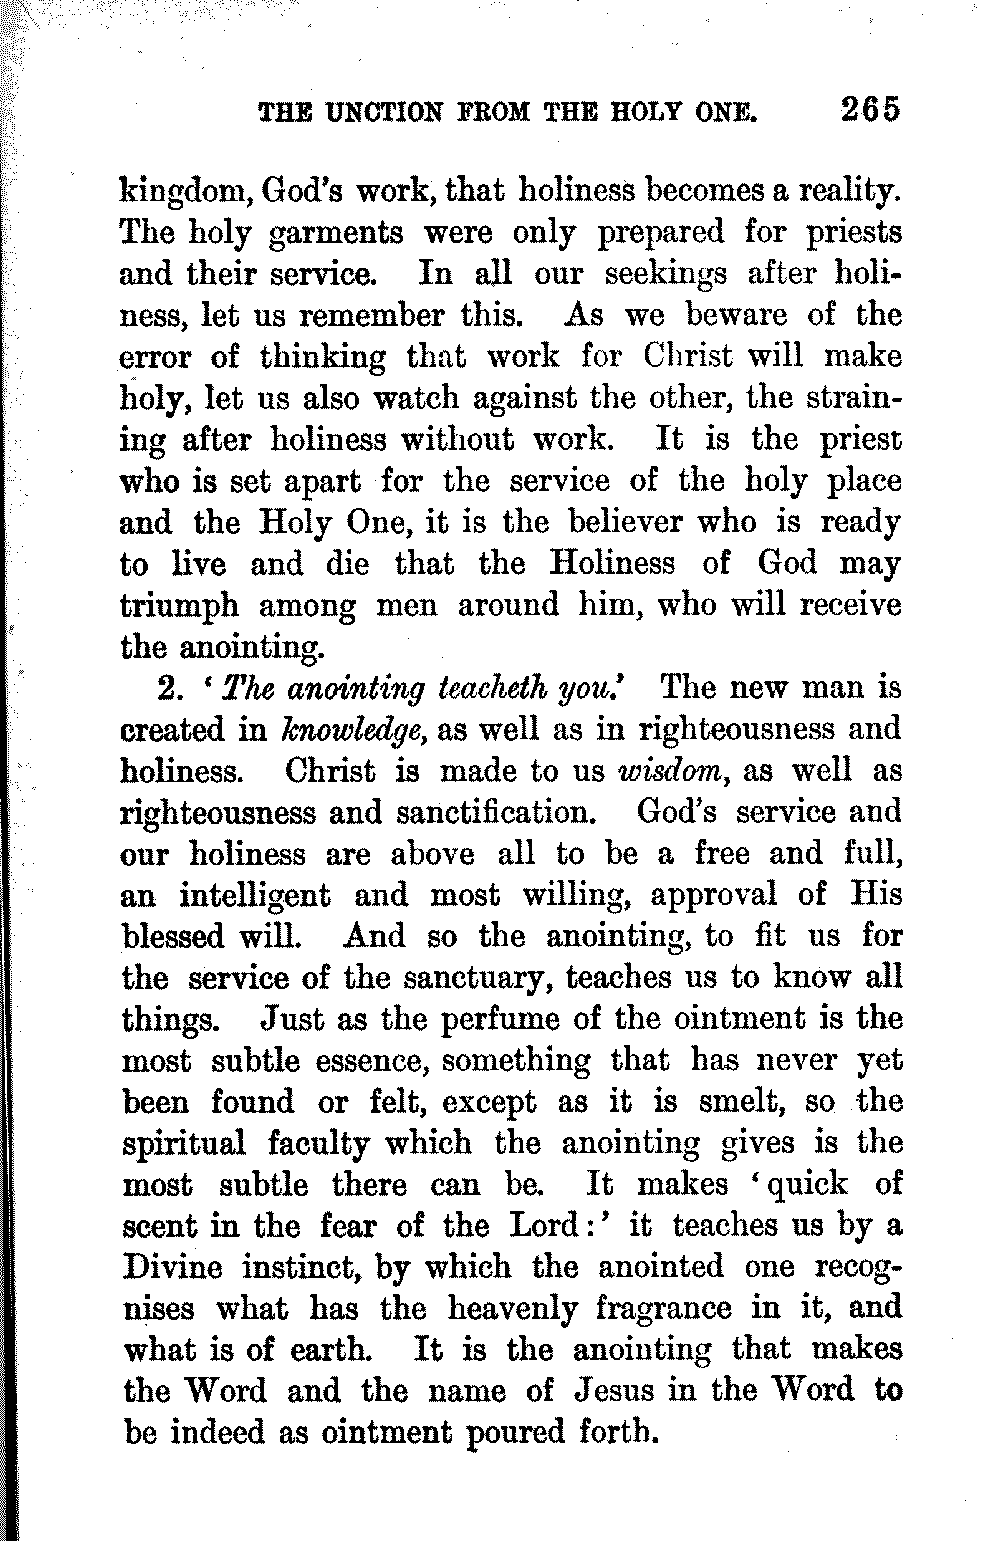 THE UNCTION FROM THE HOLY ONE. 265
kingdom, God's work, that holiness becomes a reality.
The holy garments were only prepared for priests
and their service. In all our seekings after holi-
ness, let us remember this. As we beware of the
error of thinking that work for Christ will make
holy, let us also watch against the other, the strain-
ing after holiness without work. It is the priest
who is set apart for the service of the holy place
and the Holy One, it is the believer who is ready
to live and die that the Holiness of God may
triumph among men around him, who will receive
the anointing.
2. ‘The anointing teacheth you.’ The new man is
created in knowledge, as well as in righteousness and
holiness. Christ is made to us wisdom, as well as
righteousness and sanctification. God's service and
our holiness are above all to be a free and full,
an intelligent and most willing, approval of His
blessed will. And so the anointing, to fit us for
the service of the sanctuary, teaches us to know all
things. Just as the perfume of the ointment is the
most subtle essence, something that has never yet
been found or felt, except as it is smelt, so the
spiritual faculty which the anointing gives is the
most subtle there can be. It makes ‘quick of
scent in the fear of the Lord:’ it teaches us by a
Divine instinct, by which the anointed one recog-
nises what has the heavenly fragrance in it, and
what is of earth. It is the anointing that makes
the Word and the name of Jesus in the Word to
be indeed as ointment poured forth.